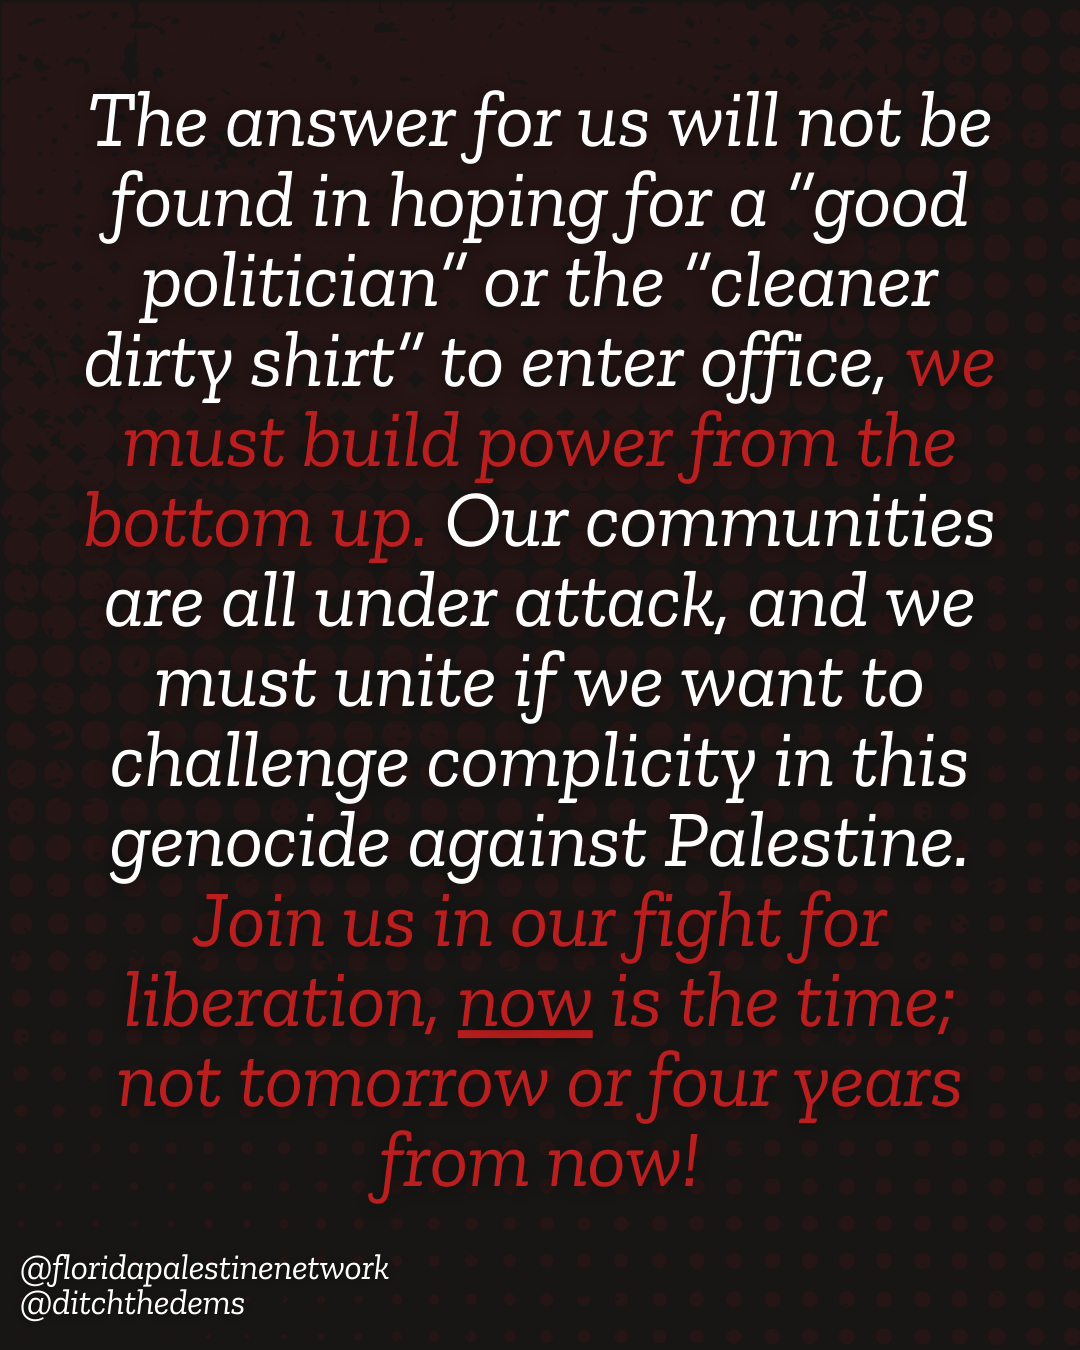 The answer for us will not be
found in hoping for a “good
politician” or the “cleaner
dirty shirt” to enter office, we
must build power from the
bottom up. Our communities
are all under attack, and we
must unite if we want to
challenge complicity in this
genocide against Palestine.
Join us in our fight for
liberation, now is the time;
not tomorrow or four years
from now!
@floridapalestinenetwork
@ditchthedems